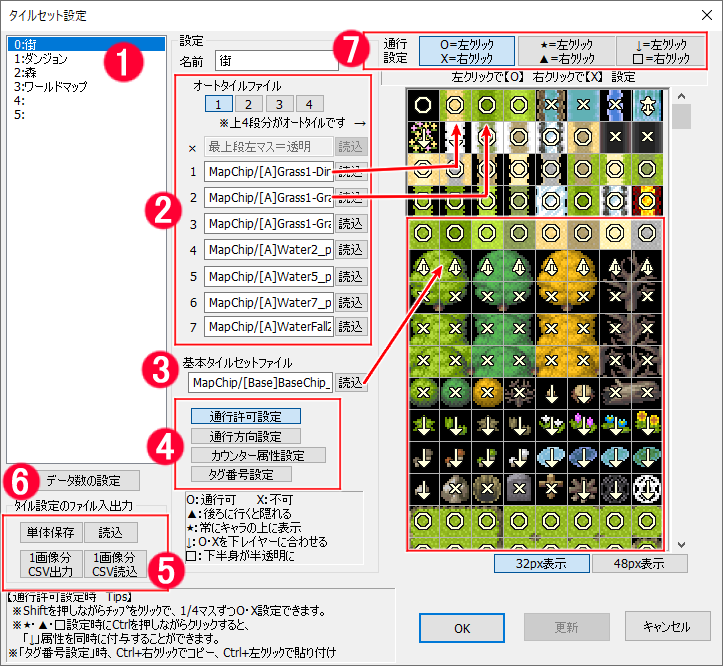 タイルセット設定
0:街
1:ダンジョン
2:森
3:ワールドマップ
4:
5:
1
設定
名前
街
7
通行
設定
O=左クリック
X=右クリック
★=左クリック
▲=右クリック
↓=左クリック
□=右クリック
左クリックで【O】 右クリックで【X】 設定
オートタイルファイル
1
2
3
4
※上4段分がオートタイルです →
× 最上段左マス=透明 読込
1 MapChip/[A]Grass1-Dir 読込
2 MapChip/[A]Grass1-Gra 読込
3 MapChip/[A]Grass1-Gra 読込
4 MapChip/[A]Water2_p 読込
5 MapChip/[A]Water5_p 読込
6 MapChip/[A]Water7_p 読込
7 MapChip/[A]WaterFall2 読込
2
3
基本タイルセットファイル
MapChip/[Base]BaseChip_ 読込
4
通行許可設定
通行方向設定
カウンター属性設定
タグ番号設定
6
データ数の設定
タイル設定のファイル入出力
単体保存
読込
1画像分
CSV出力
1画像分
CSV読込
5
O:通行可 X:不可
▲:後ろに行くと隠れる
★:常にキャラの上に表示
↓:O・Xを下レイヤーに合わせる
□:下半身が半透明に
32px表示
48px表示
【通行許可設定時 Tips】
※Shiftを押しながらチップをクリックで、1/4マスずつO・X設定できます。
※★・▲・□設定時にCtrlを押しながらクリックすると、
「↓」属性を同時に付与することができます。
※「タグ番号設定」時、Ctrl+右クリックでコピー、Ctrl+左クリックで貼り付け
OK
更新
キャンセル